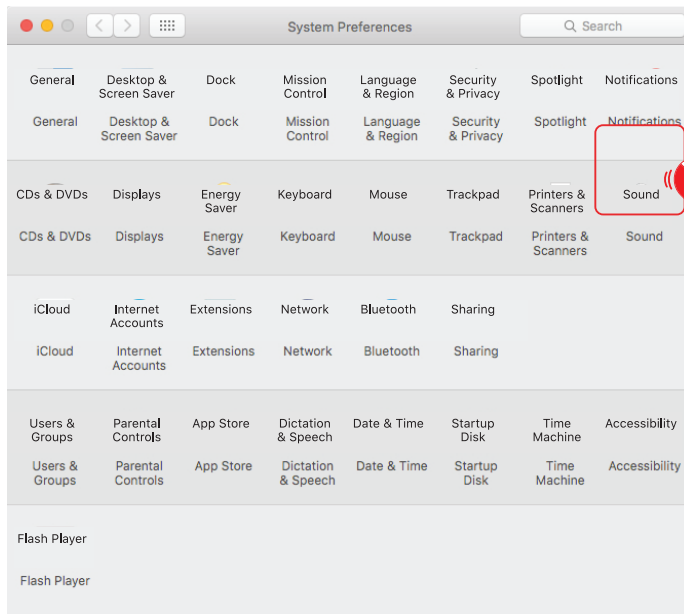 System Preferences
Search
General Desktop & Dock Mission Language Security Spotlight Notifications
Screen Saver Control & Region & Privacy
General Desktop & Dock Mission Language Security Spotlight Notifications
Screen Saver Control & Region & Privacy
CDs & DVDs Displays Energy Keyboard Mouse Trackpad Printers & Sound
Saver Scanners
CDs & DVDs Displays Energy Keyboard Mouse Trackpad Printers & Sound
Saver Scanners
iCloud Internet Extensions Network Bluetooth Sharing
Accounts
iCloud Internet Extensions Network Bluetooth Sharing
Accounts
Users & Parental App Store Dictation Date & Time Startup Time Accessibility
Groups Controls & Speech Disk Machine
Users & Parental App Store Dictation Date & Time Startup Time Accessibility
Groups Controls & Speech Disk Machine
Flash Player
Flash Player